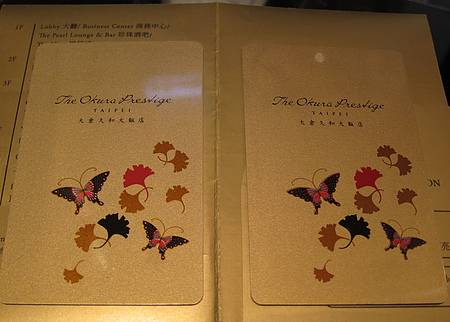 1F Lobby 大廳/ Business Center 商務中心/
The Pearl Lounge & Bar 珍珠酒吧/
2F
3F
The Okura Prestige
TAIPEI
大倉久和大飯店
The Okura Prestige
TAIPEI
大倉久和大飯店
ON
亮